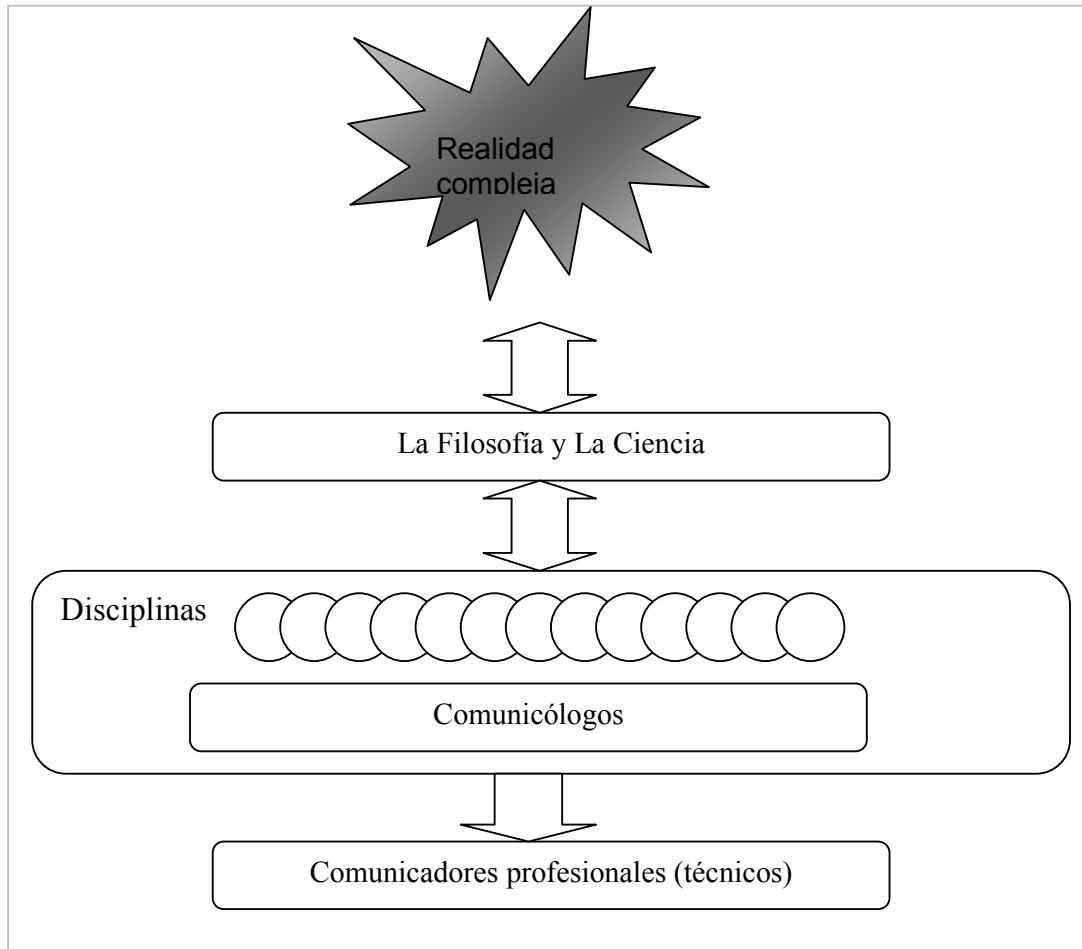 Realidad
compleja
La Filosofía y La Ciencia
Disciplinas
Comunicólogos
Comunicadores profesionales (técnicos)